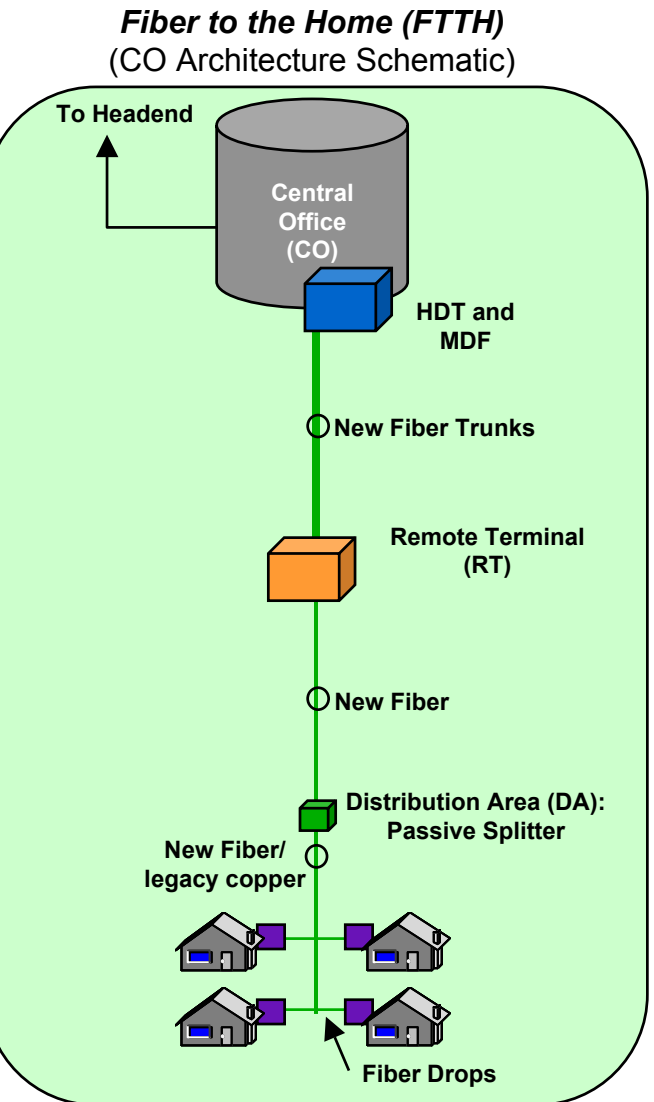 Fiber to the Home (FTTH)
(CO Architecture Schematic)
To Headend
Central
Office
(CO)
HDT and
MDF
New Fiber Trunks
Remote Terminal
(RT)
New Fiber
Distribution Area (DA):
Passive Splitter
New Fiber/
legacy copper
Fiber Drops